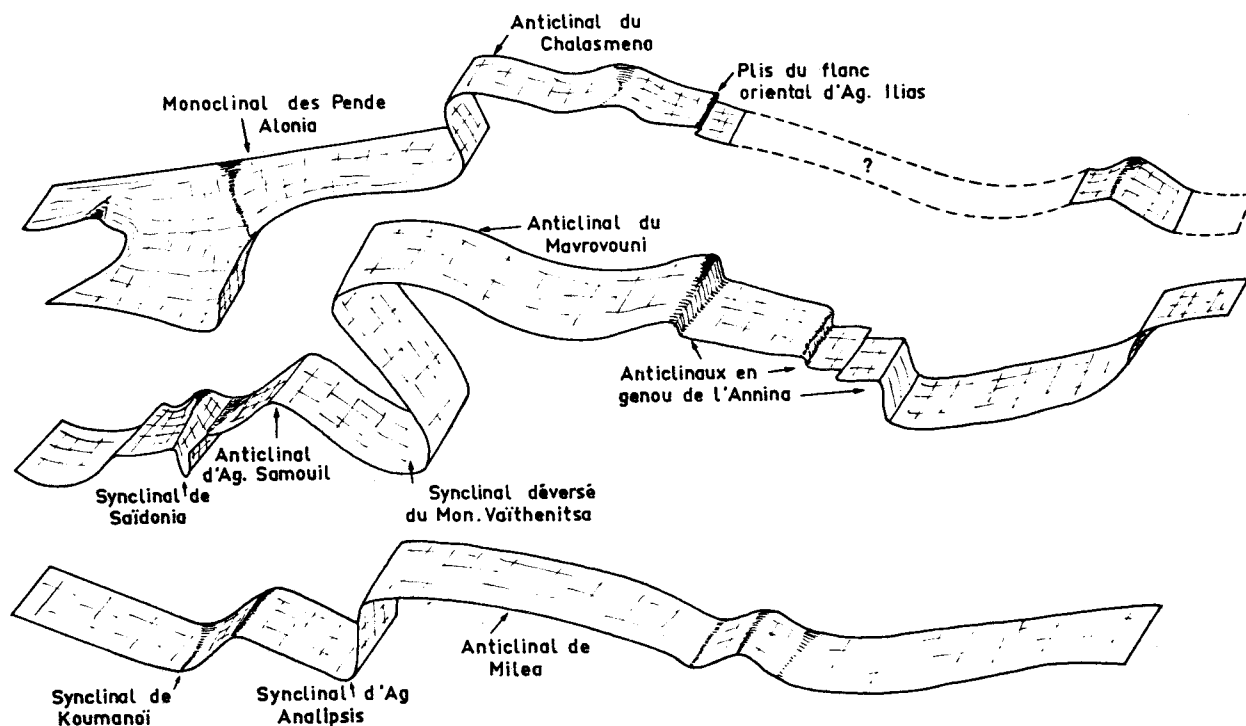 Anticlinal du
Chalasmena
Plis du flanc
oriental d'Ag. Ilias
Monoclinal des Pende
Alonia
?
Anticlinal du
Mavrovouni
Anticlinaux en
genou de l'Annina
Anticlinal
d'Ag. Samouil
Synclinal de
Saïdonia
Synclinal déversé
du Mon. Vaïthenitsa
Anticlinal de
Milea
Synclinal de
Koumanoï
Synclinal d'Ag
Analîpsis